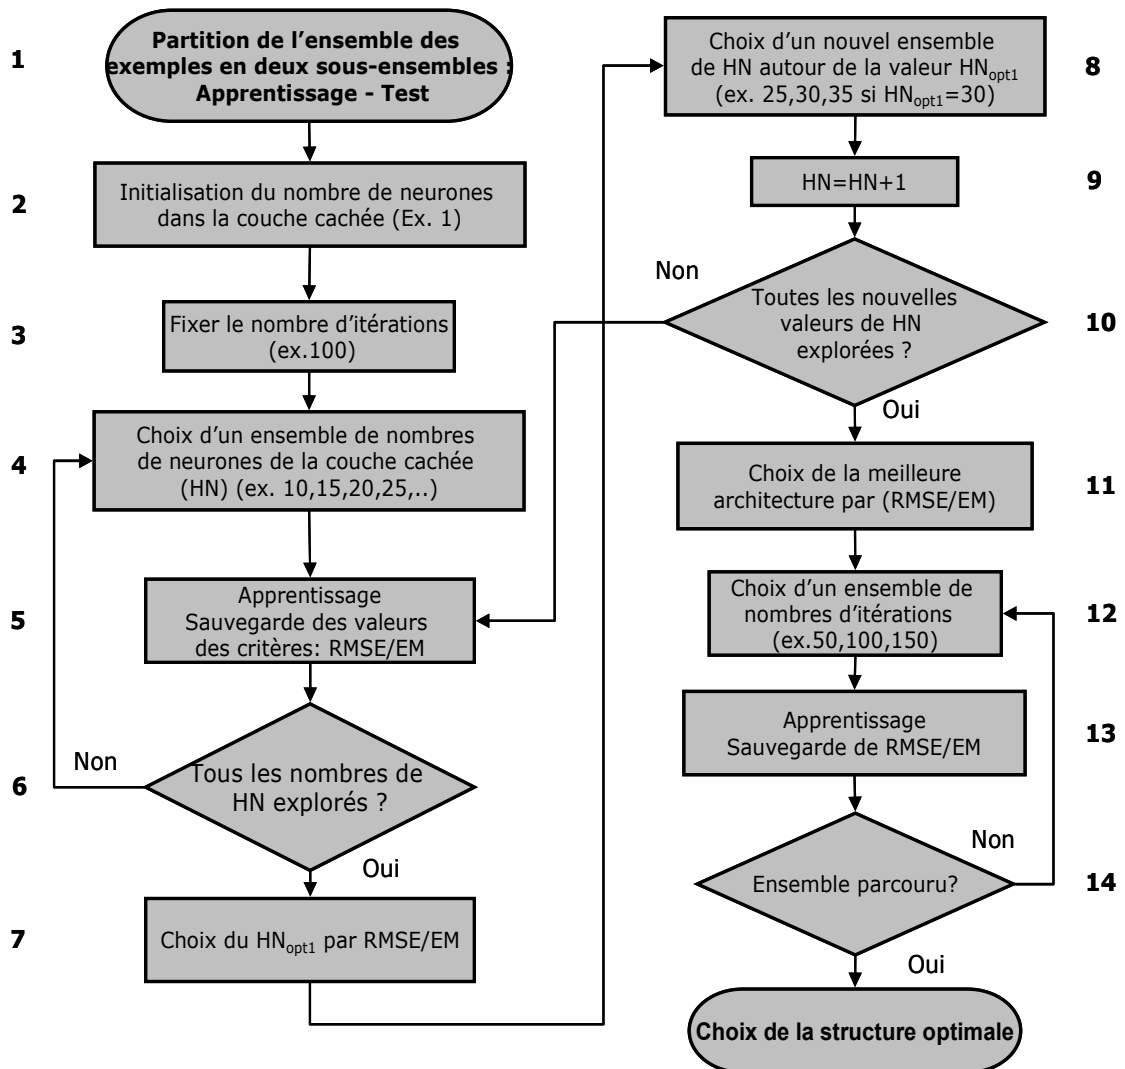 1
Partition de l'ensemble des
exemples en deux sous-ensembles :
Apprentissage - Test
2
Initialisation du nombre de neurones
dans la couche cachée (Ex. 1)
3
Fixer le nombre d'itérations
(ex.100)
4
Choix d'un ensemble de nombres
de neurones de la couche cachée
(HN) (ex. 10,15,20,25,..)
5
Apprentissage
Sauvegarde des valeurs
des critères: RMSE/EM
Non
6
Tous les nombres de
HN explorés ?
Oui
7
Choix du HNopt1 par RMSE/EM
8
Choix d'un nouvel ensemble
de HN autour de la valeur HNopt1
(ex. 25,30,35 si HNopt1=30)
9
HN=HN+1
Non
10
Toutes les nouvelles
valeurs de HN
explorées ?
Oui
11
Choix de la meilleure
architecture par (RMSE/EM)
12
Choix d'un ensemble de
nombres d'itérations
(ex.50,100,150)
13
Apprentissage
Sauvegarde de RMSE/EM
Non
14
Ensemble parcouru?
Oui
Choix de la structure optimale